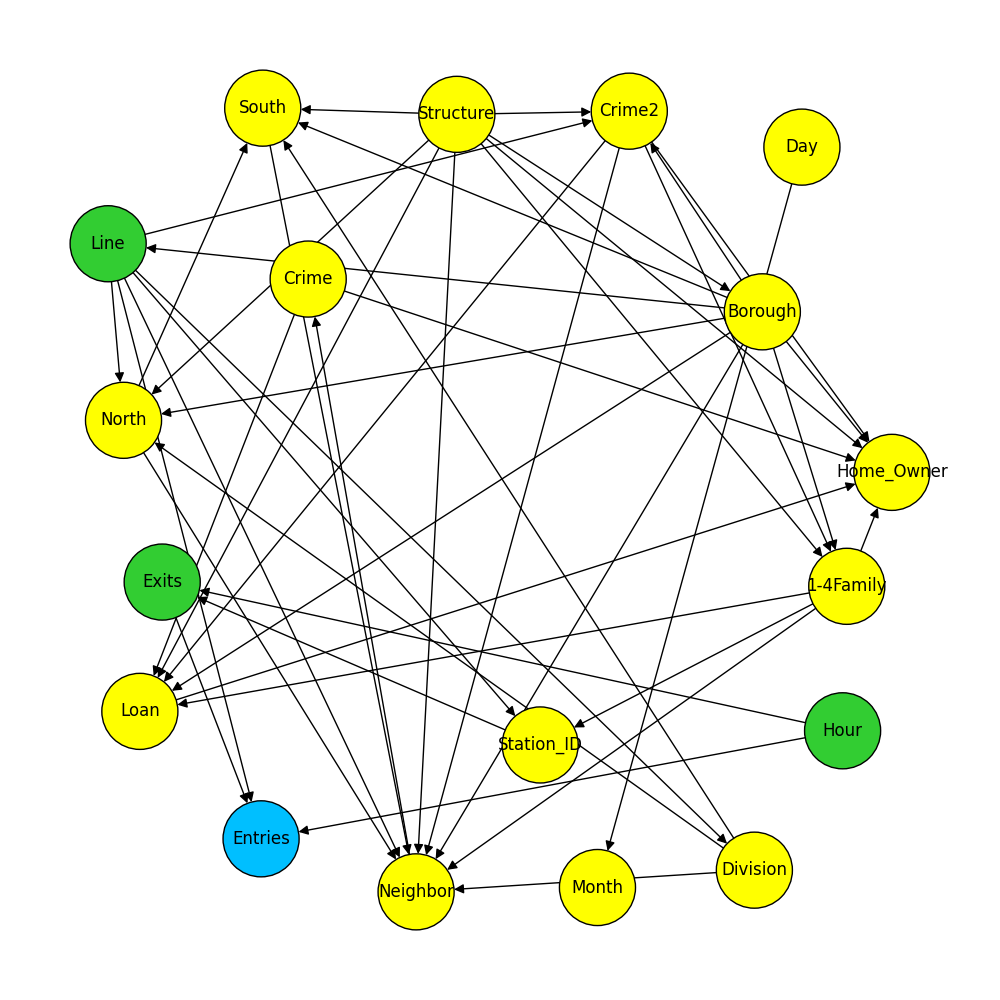 South
Structure
Crime2
Day
Line
Crime
Borough
North
Home_Owner
Exits
1-4Family
Loan
Station_ID
Hour
Entries
Neighbor
Month
Division